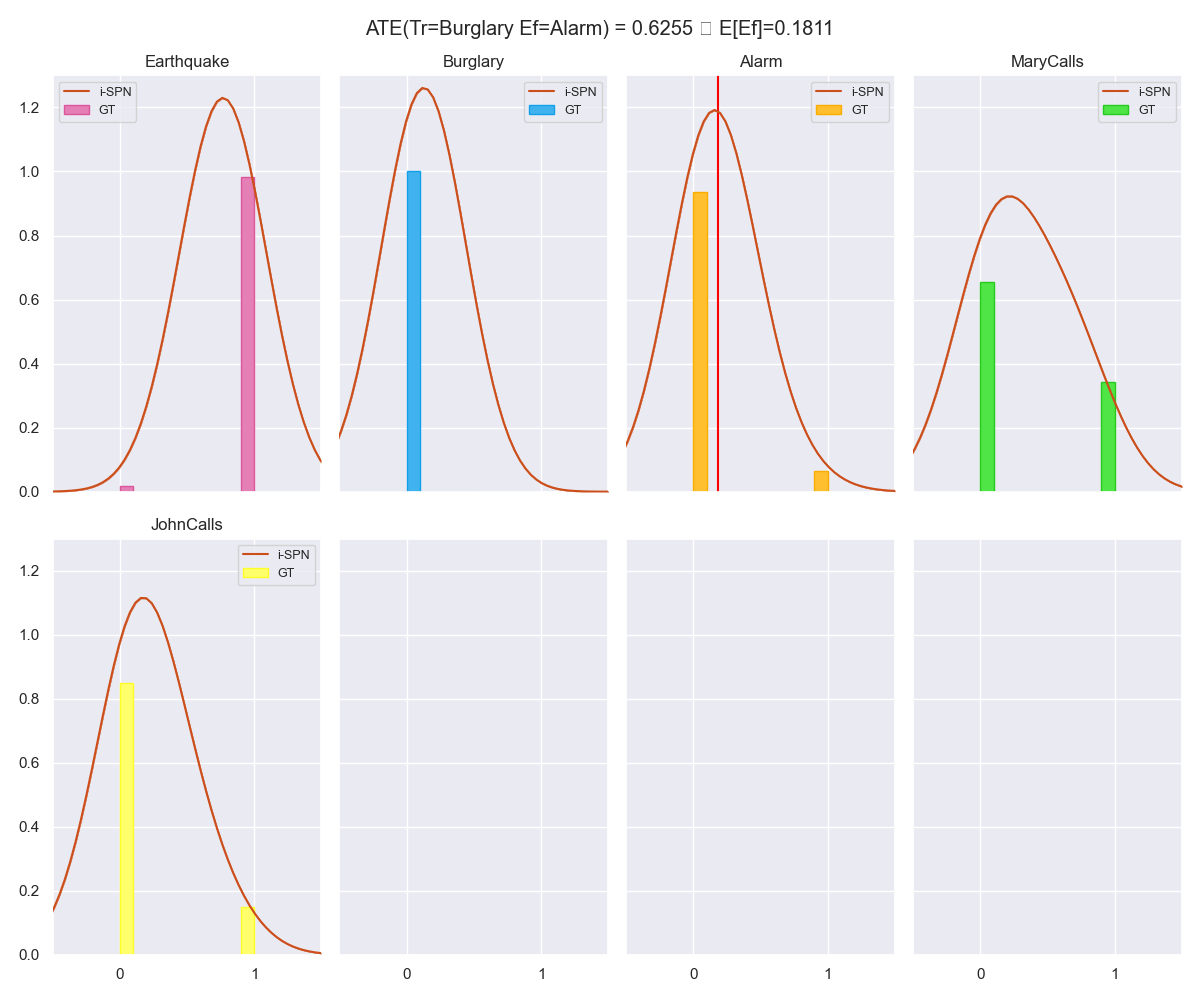 ATE(Tr=Burglary Ef=Alarm) = 0.6255 ▯ E[Ef]=0.1811
Earthquake
Burglary
Alarm
MaryCalls
i-SPN
GT
i-SPN
GT
i-SPN
GT
i-SPN
GT
1.2
1.0
0.8
0.6
0.4
0.2
0.0
JohnCalls
i-SPN
GT
1.2
1.0
0.8
0.6
0.4
0.2
0.0
0 1
0 1
0 1
0 1